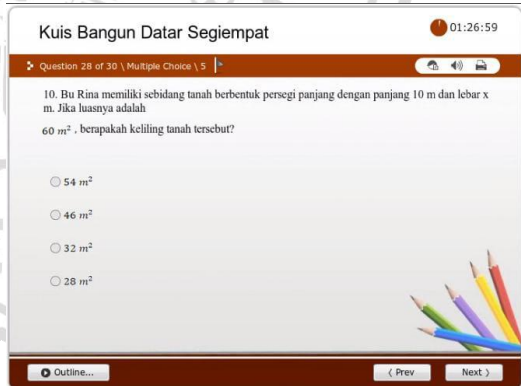 Kuis Bangun Datar Segiempat
01:26:59
Question 28 of 30 \ Multiple Choice \ 5
10. Bu Rina memiliki sebidang tanah berbentuk persegi panjang dengan panjang 10 m dan lebar x
m. Jika luasnya adalah
60 m² . berapakah keliling tanah tersebut?
54 m²
46 m²
32 m²
28 m²
Outline...
Prev
Next